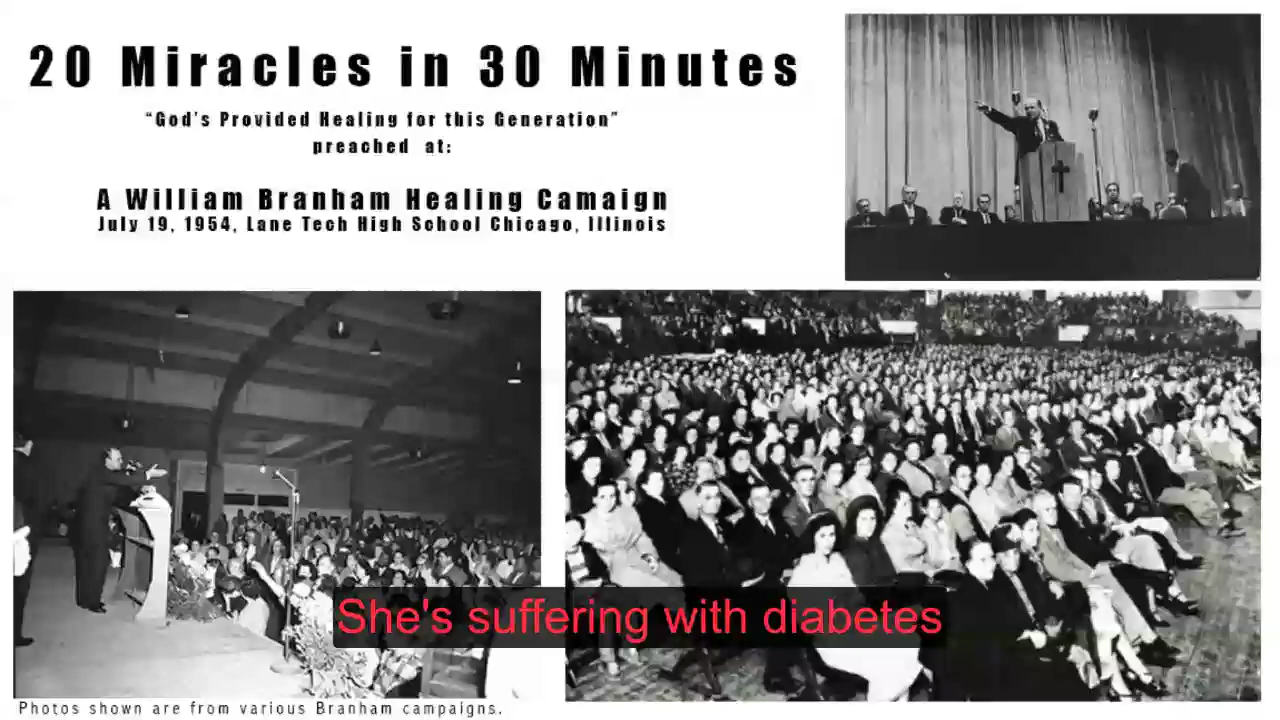 20 Miracles in 30 Minutes
“God's Provided Healing for this Generation”
preached at:
A William Branham Healing Camaign
July 19, 1954, Lane Tech High School Chicago, Illinois
She's suffering with diabetes
Photos shown are from various Branham campaigns.